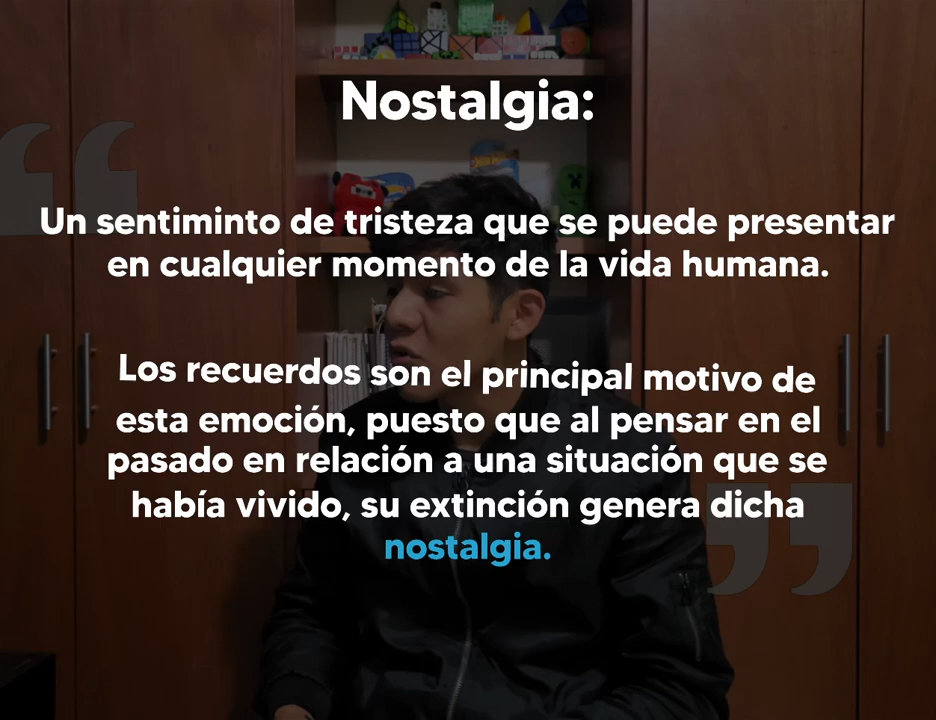 Nostalgia:
Un sentiminto de tristeza que se puede presentar
en cualquier momento de la vida humana.
Los recuerdos son el principal motivo de
esta emoción, puesto que al pensar en el
pasado en relación a una situación que se
había vivido, su extinción genera dicha
nostalgia.